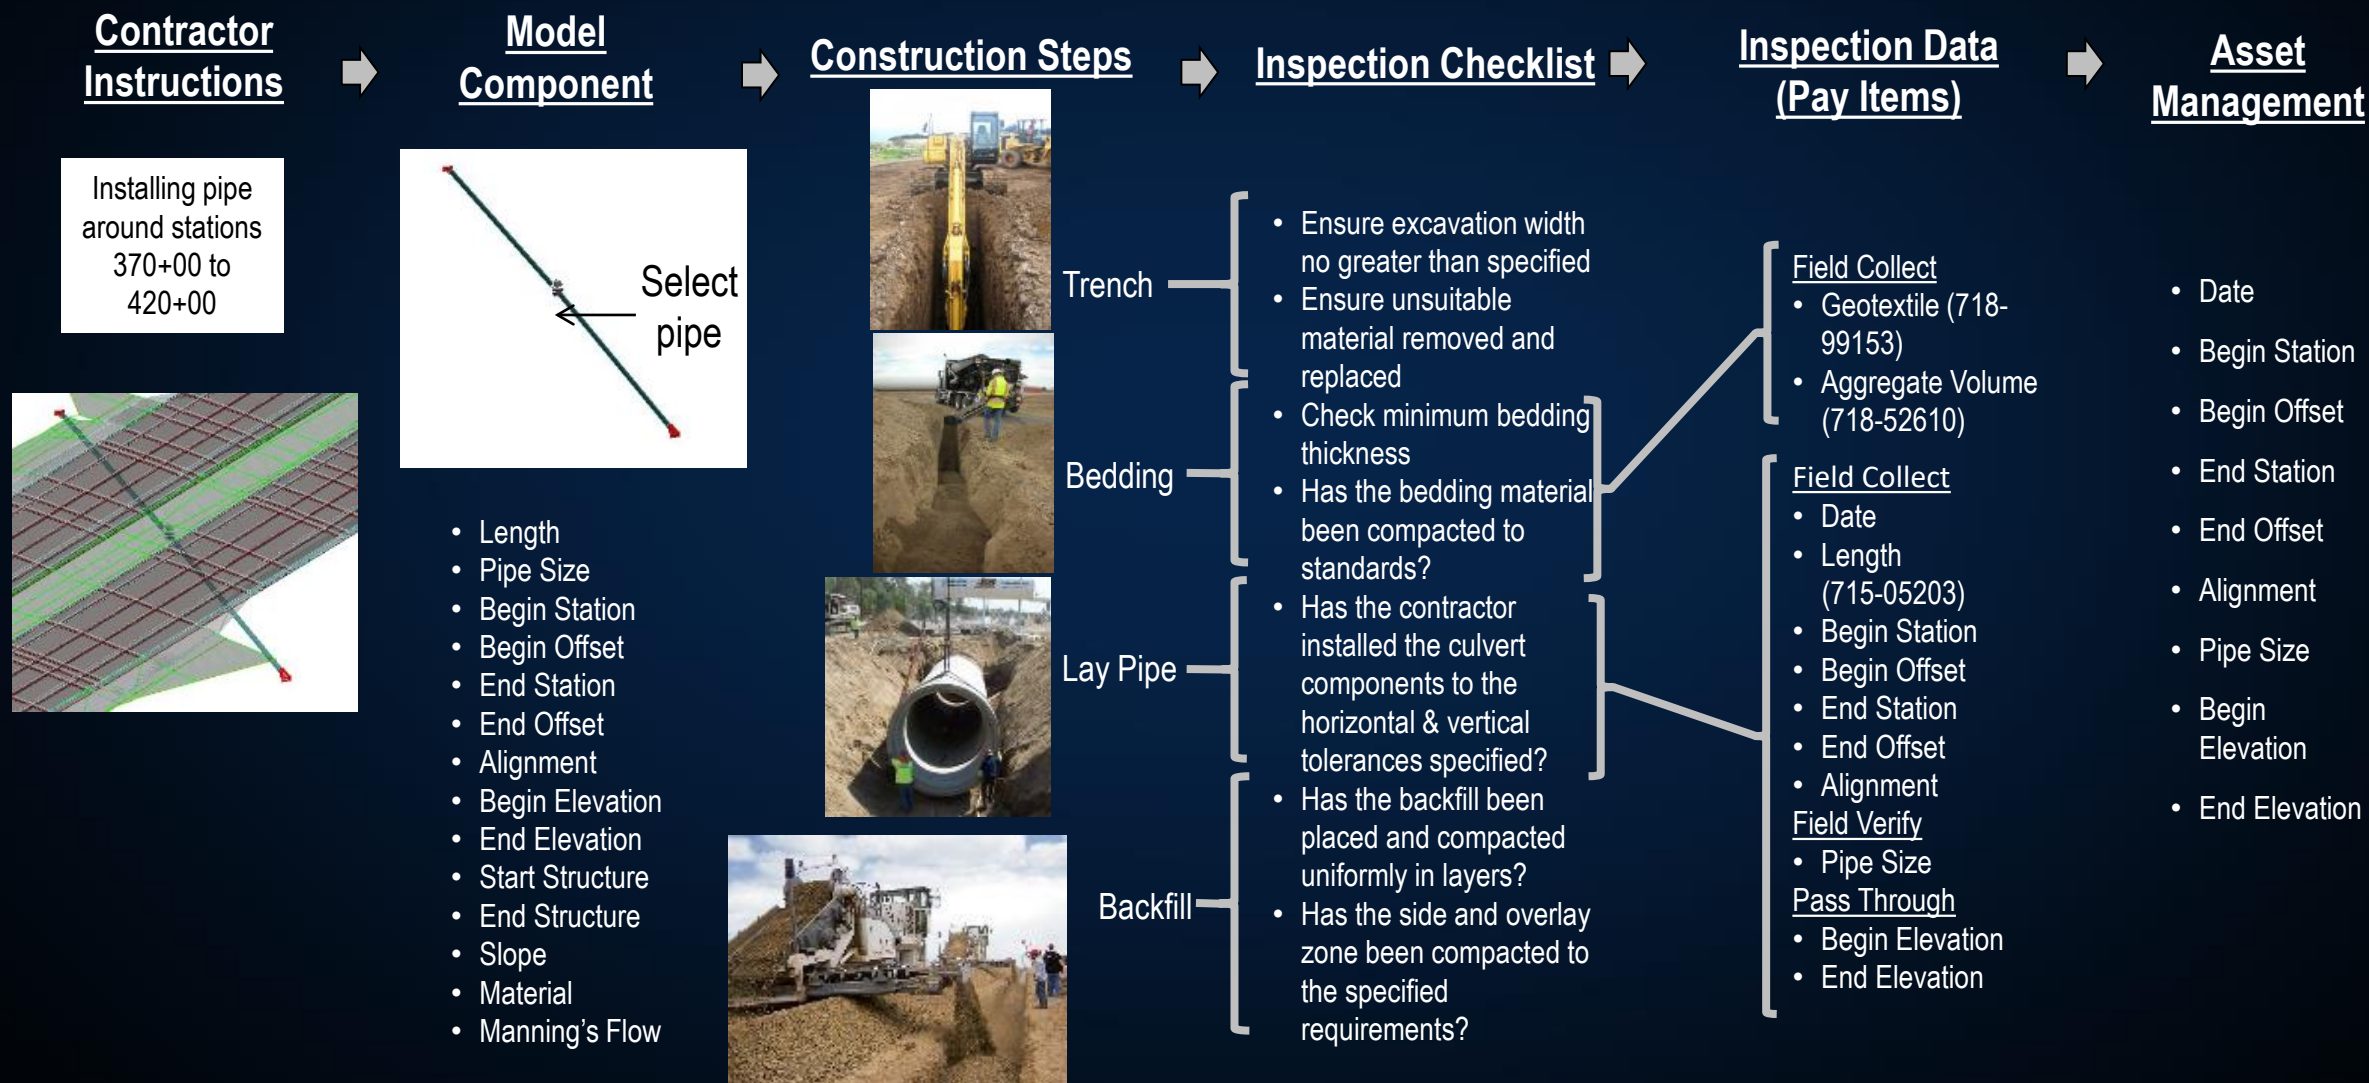 Contractor
Instructions
Model
Component
Construction Steps
Inspection Checklist
Inspection Data
(Pay Items)
Asset
Management
Installing pipe
around stations
370+00 to
420+00
Select
pipe
• Length
• Pipe Size
• Begin Station
• Begin Offset
• End Station
• End Offset
• Alignment
• Begin Elevation
• End Elevation
• Start Structure
• End Structure
• Slope
• Material
• Manning’s Flow
Trench
Bedding
Lay Pipe
Backfill
• Ensure excavation width
no greater than specified
• Ensure unsuitable
material removed and
replaced
• Check minimum bedding
thickness
• Has the bedding material
been compacted to
standards?
• Has the contractor
installed the culvert
components to the
horizontal & vertical
tolerances specified?
• Has the backfill been
placed and compacted
uniformly in layers?
• Has the side and overlay
zone been compacted to
the specified
requirements?
Field Collect
• Geotextile (718-
99153)
• Aggregate Volume
(718-52610)
Field Collect
• Date
• Length
(715-05203)
• Begin Station
• Begin Offset
• End Station
• End Offset
• Alignment
Field Verify
• Pipe Size
Pass Through
• Begin Elevation
• End Elevation
• Date
• Begin Station
• Begin Offset
• End Station
• End Offset
• Alignment
• Pipe Size
• Begin
Elevation
• End Elevation